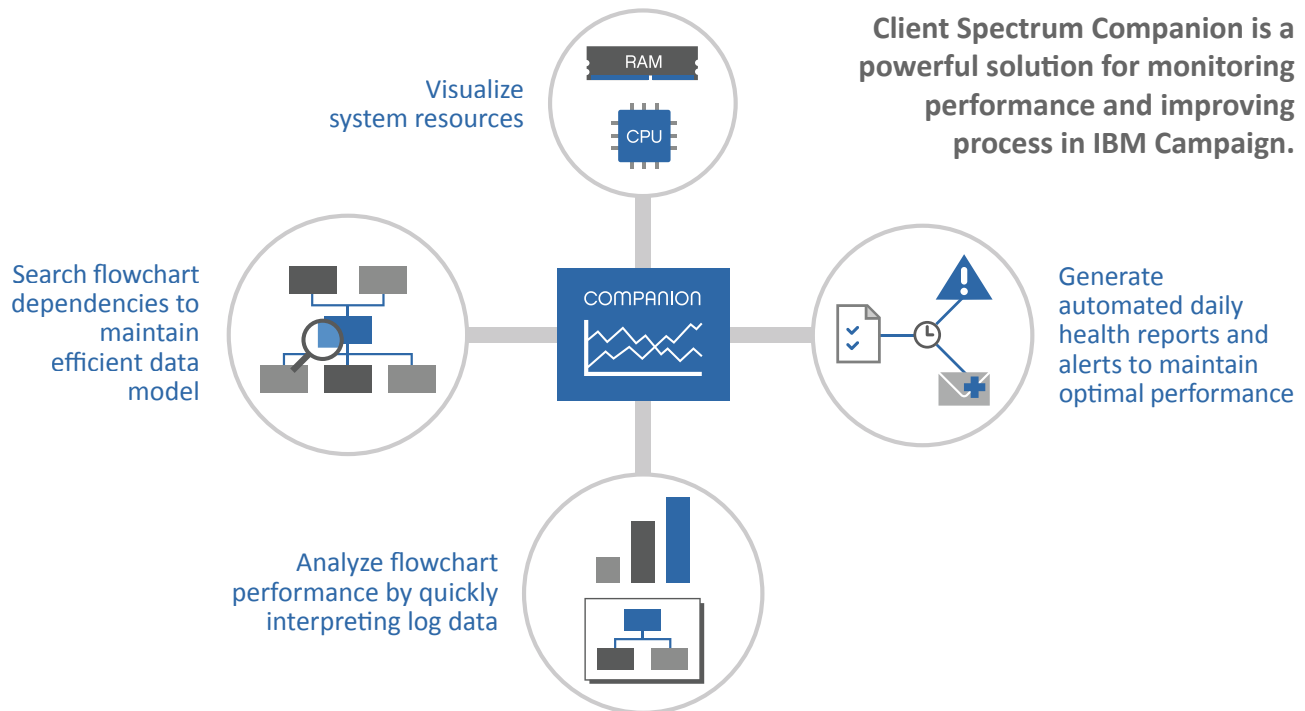 Client Spectrum Companion is a
powerful solution for monitoring
performance and improving
process in IBM Campaign.
RAM
CPU
Visualize
system resources
Search flowchart
dependencies to
maintain
efficient data
model
COMPANION
Generate
automated daily
health reports and
alerts to maintain
optimal performance
Analyze flowchart
performance by quickly
interpreting log data